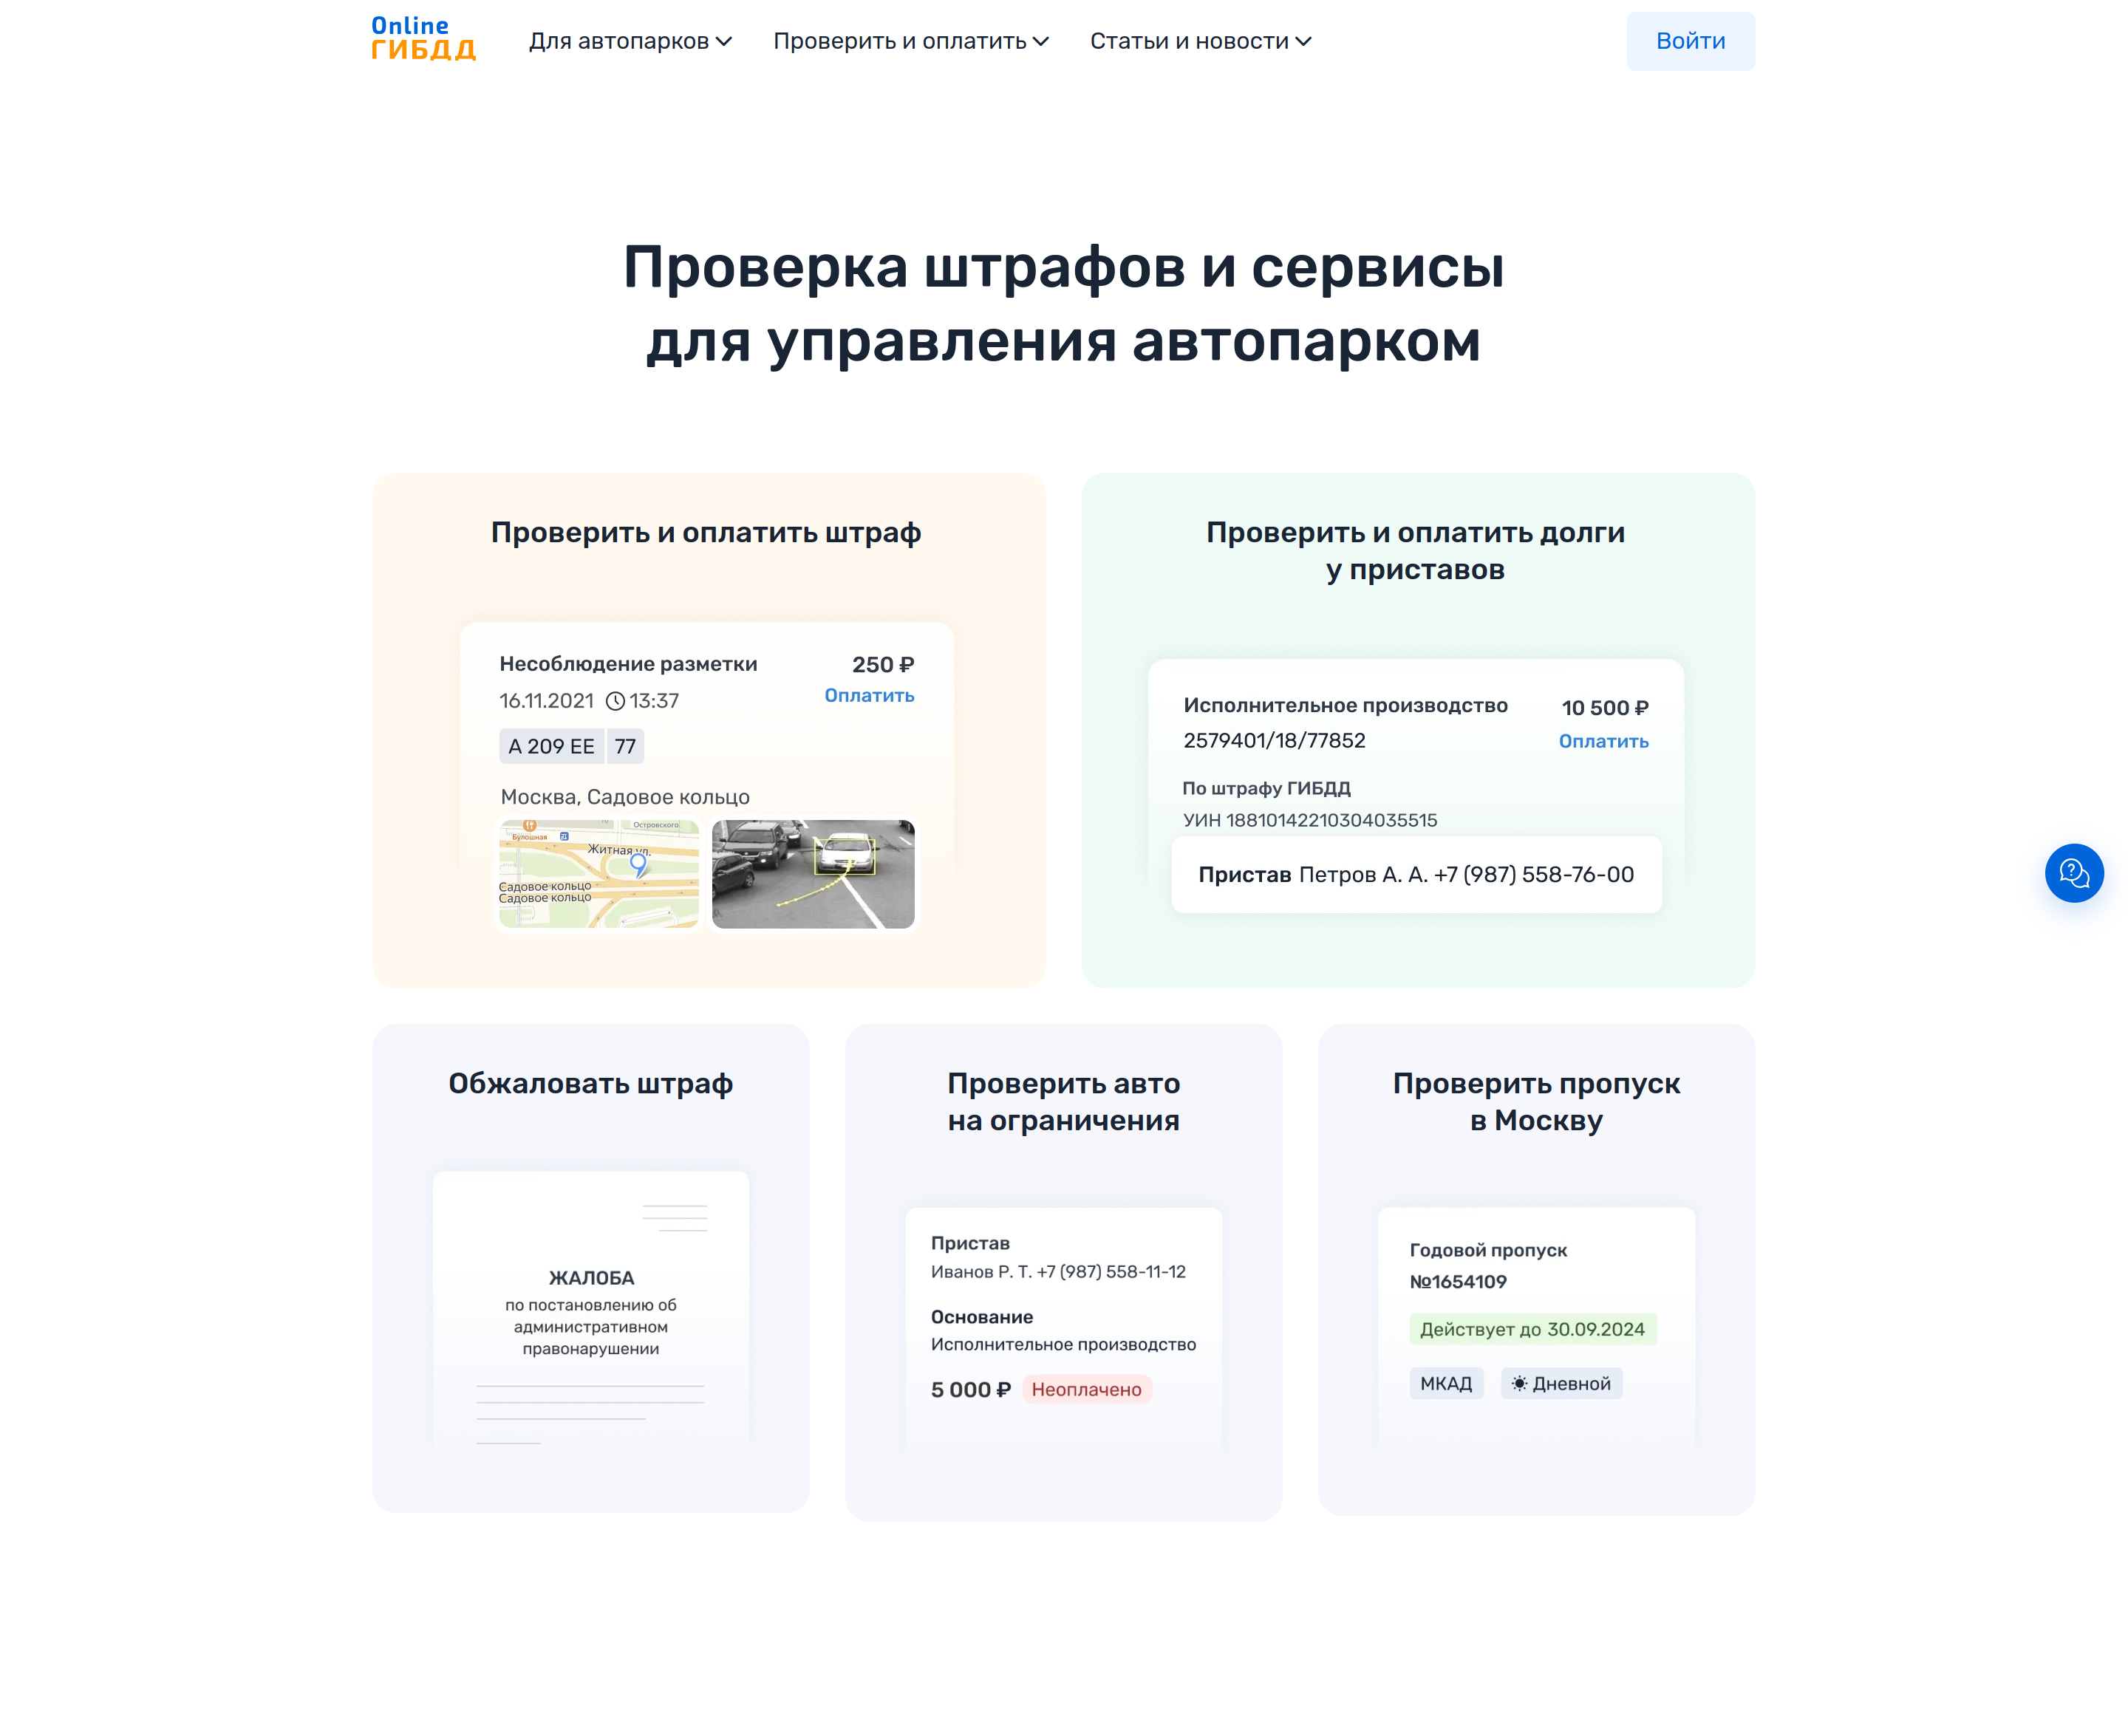 Online
ГИБДД
Для автопарков
Проверить и оплатить
Статьи и новости
Войти
Проверка штрафов и сервисы
для управления автопарком
Проверить и оплатить штраф
Несоблюдение разметки
250 ₽
16.11.2021 13:37
Оплатить
А 209 ЕЕ 77
Москва, Садовое кольцо
Булошная
Островского
Житная ул.
Садовое кольцо
Садовое кольцо
Проверить и оплатить долги
у приставов
Исполнительное производство
10 500 ₽
2579401/18/77852
Оплатить
По штрафу ГИБДД
УИН 18810142210304035515
Пристав Петров А. А. +7 (987) 558-76-00
Обжаловать штраф
ЖАЛОБА
по постановлению об
административном
правонарушении
Проверить авто
на ограничения
Пристав
Иванов Р. Т. +7 (987) 558-11-12
Основание
Исполнительное производство
5 000 ₽ Неоплачено
Проверить пропуск
в Москву
Годовой пропуск
№1654109
Действует до 30.09.2024
МКАД
Дневной